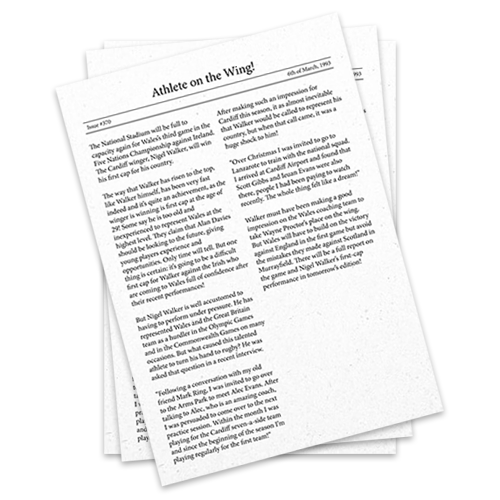 Athlete on the Wing!
Issue #370
6th of March, 1993
The National Stadium will be full to
capacity again for Wales's third game in the
Five Nations Championship against Ireland.
The Cardiff winger, Nigel Walker, will win
his first cap for his country.
The way that Walker has risen to the top,
like Walker himself, has been very fast
indeed and it's quite an achievement, as the
winger is winning is first cap at the age of
29! Some say he is too old and
inexperienced to represent Wales at the
highest level. They claim that Alan Davies
should be looking to the future, giving
young players experience and
opportunities. Only time will tell. But one
thing is certain: it's going to be a difficult
first cap for Walker against the Irish who
are coming to Wales full of confidence after
their recent performances!
But Nigel Walker is well accustomed to
having to perform under pressure. He has
represented Wales and the Great Britain
team as a hurdler in the Olympic Games
and in the Commonwealth Games on many
occasions. But what caused this talented
athlete to turn his hand to rugby? He was
asked that question in a recent interview.
"Following a conversation with my old
friend Mark Ring, I was invited to go over
to the Arms Park to meet Alec Evans. After
talking to Alec, who is an amazing coach,
I was persuaded to come over to the next
practice session. Within the month I was
playing for the Cardiff seven-a-side team
and since the beginning of the season I'm
playing regularly for the first team!"
After making such an impression for
Cardiff this season, it as almost inevitable
that Walker would be called to represent his
country, but when that call came, it was a
huge shock to him!
"Over Christmas I was invited to go to
Lanzarote to train with the national squad.
I arrived at Cardiff Airport and found that
Scott Gibbs and Ieuan Evans were also
there, people I had been paying to watch
recently. The whole thing felt like a dream!"
Walker must have been making a good
impression on the Wales coaching team to
take Wayne Proctor's place on the wing.
But Wales will have to build on the victory
against England in the first game but avoid
the mistakes they made against Scotland in
Murrayfield. There will be a full report on
the game and Nigel Walker's first-cap
performance in tomorrow's edition!